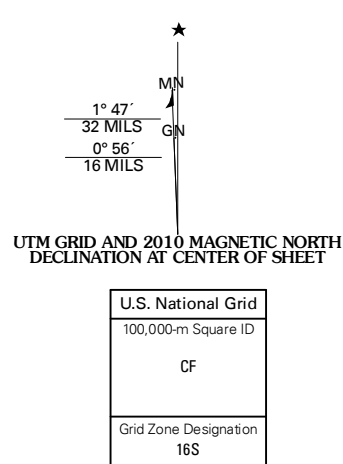 MN
1° 47´
32 MILS
GN
0° 56´
16 MILS
UTM GRID AND 2010 MAGNETIC NORTH
DECLINATION AT CENTER OF SHEET
U.S. National Grid
100,000-m Square ID
CF
Grid Zone Designation
16S